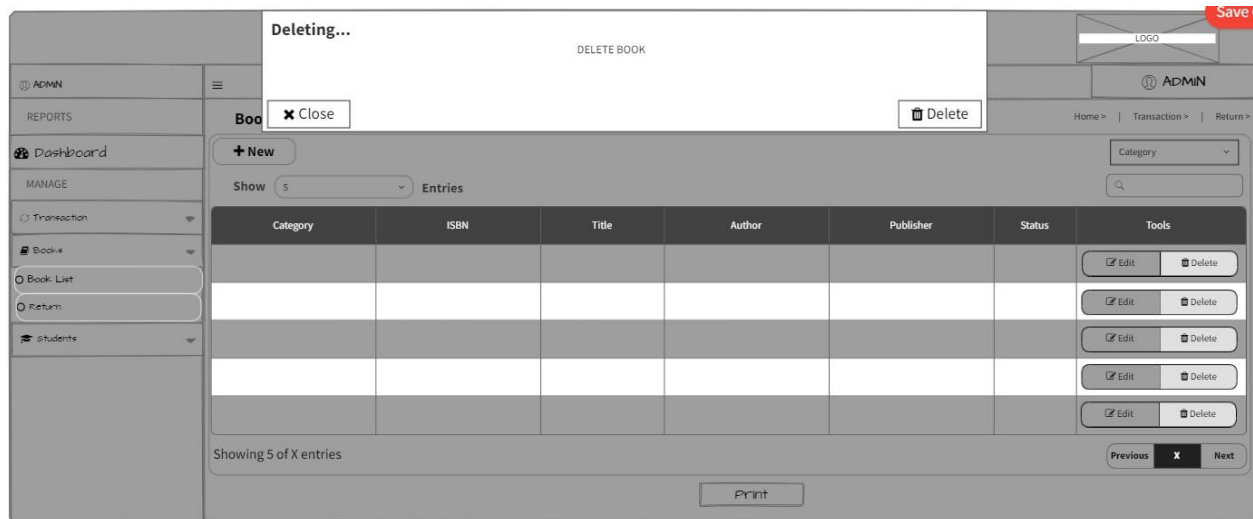 Save
Deleting...
DELETE BOOK
LOGO
ADMIN
ADMIN
Close
Delete
REPORTS
Boo
Home > | Transaction > | Return >
Dashboard
New
Category
MANAGE
Show 5 Entries
Transaction
Category ISBN Title Author Publisher Status Tools
Books
Edit Delete
Book List
Edit Delete
Return
Students
Edit Delete
Edit Delete
Edit Delete
Showing 5 of X entries
Previous X Next
Print